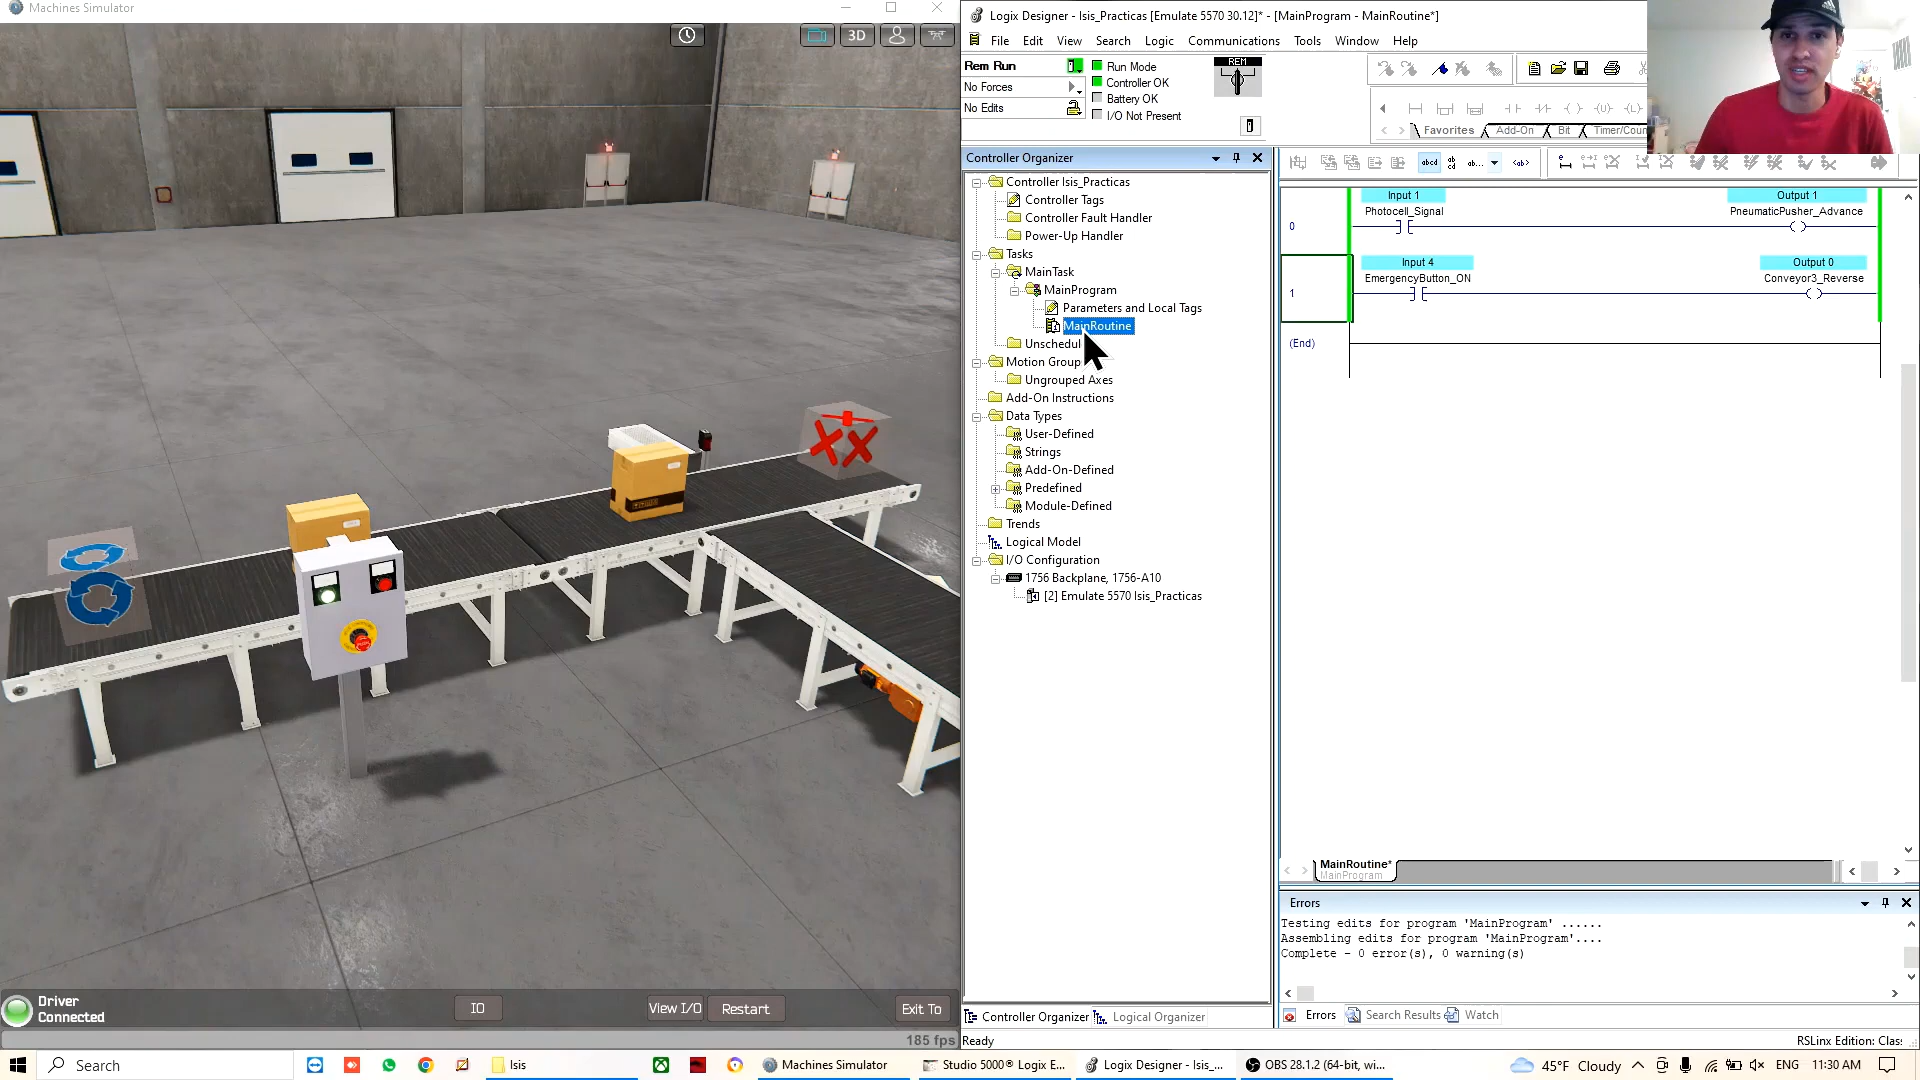 Machines Simulator
3D
Driver
Connected
IO
View I/O
Restart
Exit To
185 fps
Logix Designer - Isis_Practicas [Emulate 5570 30.12]* - [MainProgram - MainRoutine*]
File Edit View Search Logic Communications Tools Window Help
Rem Run
No Forces
No Edits
Run Mode
Controller OK
Battery OK
I/O Not Present
REM
Favorites Add-On Bit Timer/Coun
Controller Organizer
Controller Isis_Practicas
Controller Tags
Controller Fault Handler
Power-Up Handler
Tasks
MainTask
MainProgram
Parameters and Local Tags
MainRoutine
Unschedul
Motion Group
Ungrouped Axes
Add-On Instructions
Data Types
User-Defined
Strings
Add-On-Defined
Predefined
Module-Defined
Trends
Logical Model
I/O Configuration
1756 Backplane, 1756-A10
[2] Emulate 5570 Isis_Practicas
Controller Organizer Logical Organizer
Ready
abcd ab cd ab... <ab>
Input 1
Photocell_Signal
Output 1
PneumaticPusher_Advance
0
Input 4
EmergencyButton_ON
Output 0
Conveyor3_Reverse
1
(End)
MainRoutine*
MainProgram
Errors
Testing edits for program 'MainProgram' ......
Assembling edits for program 'MainProgram'....
Complete - 0 error(s), 0 warning(s)
Errors Search Results Watch
RSLinx Edition: Clas:
Search
Isis
Machines Simulator
Studio 5000® Logix E...
Logix Designer - Isis_...
OBS 28.1.2 (64-bit, wi...
45°F Cloudy
ENG
11:30 AM